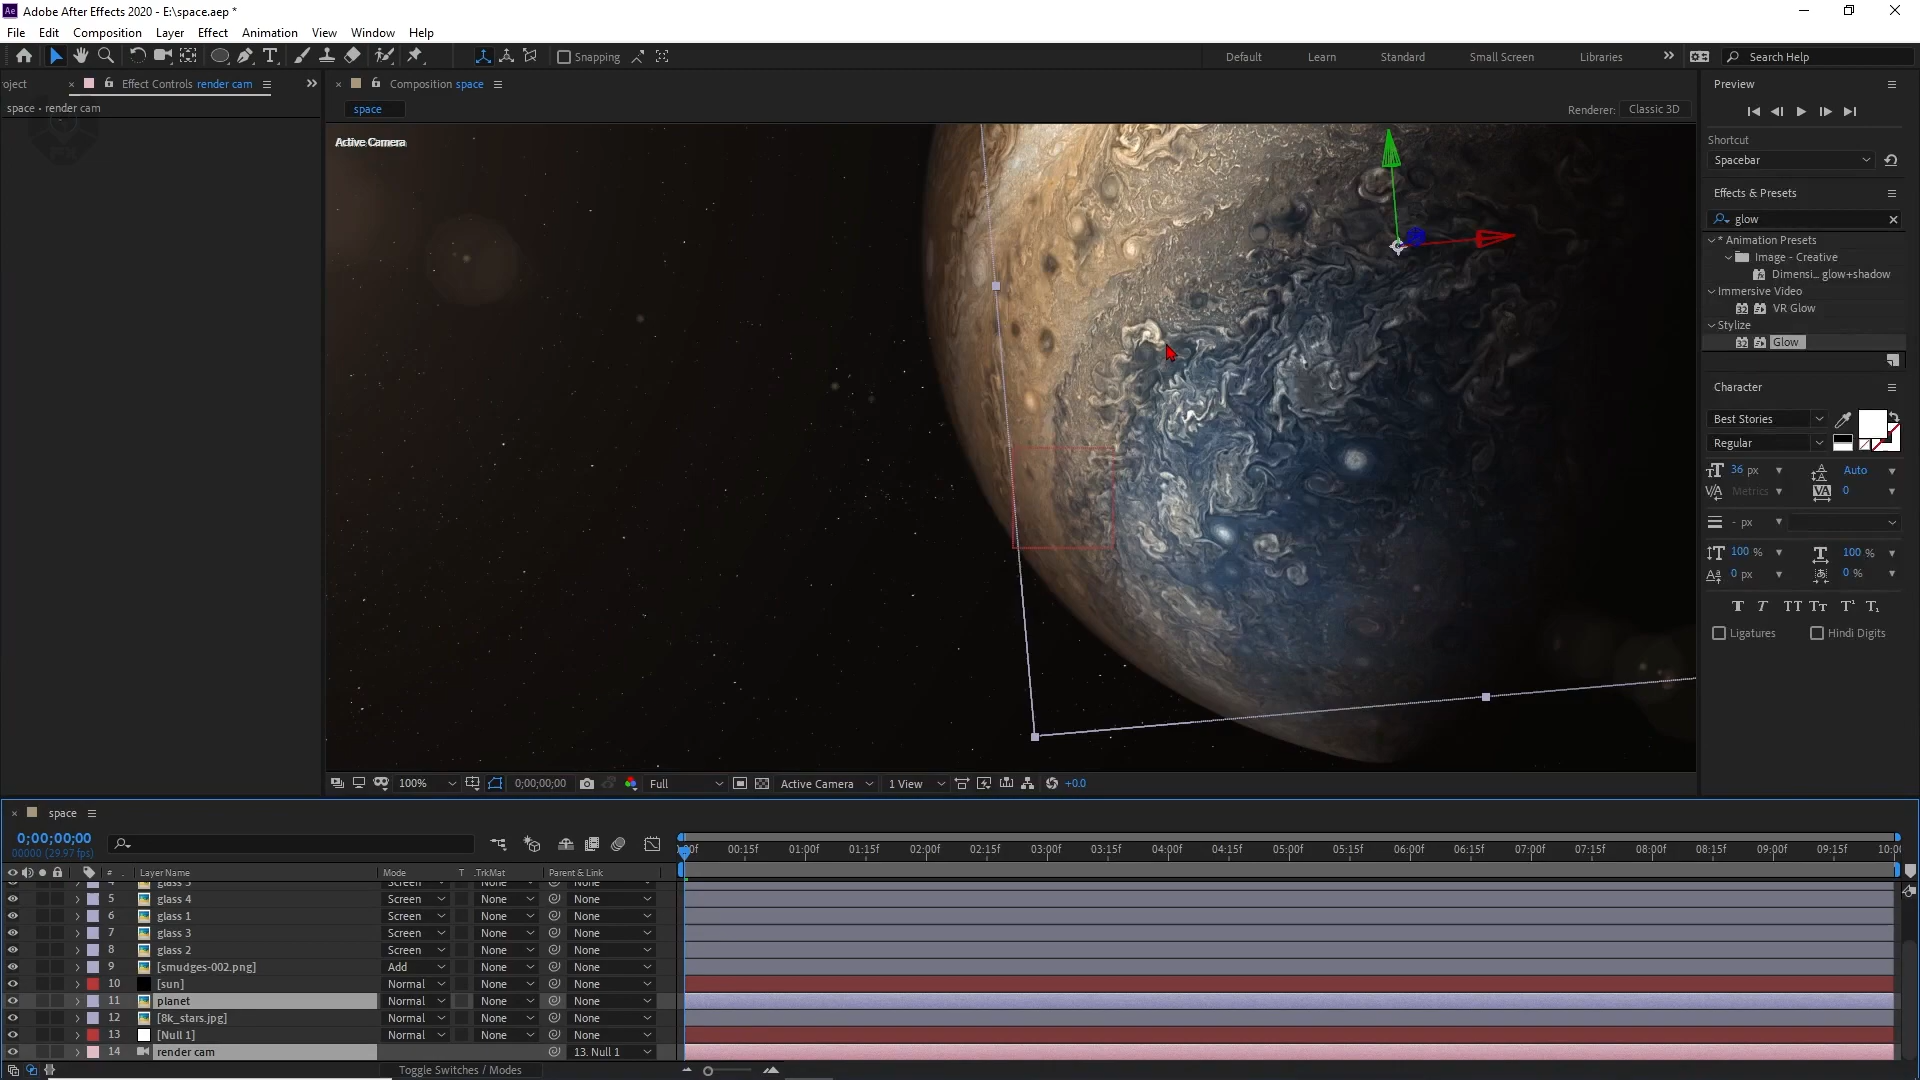 Adobe After Effects 2020 - E:\space.aep *
File Edit Composition Layer Effect Animation View Window Help
Snapping
Default Learn Standard Small Screen Libraries Search Help
Effect Controls render cam
Composition space
space • render cam
space
Renderer: Classic 3D
Active Camera
Preview
Shortcut
Spacebar
Effects & Presets
glow
* Animation Presets
Image - Creative
Dimensi... glow+shadow
Immersive Video
VR Glow
Stylize
Glow
Character
Best Stories
Regular
36 px Auto
Metrics 0
- px
100 % 100 %
0 px 0 %
Ligatures Hindi Digits
100% 0;00;00;00 Full Active Camera 1 View +0.0
space
0;00;00;00
00000 (29.97 fps)
00:15f 01:00f 01:15f 02:00f 02:15f 03:00f 03:15f 04:00f 04:15f 05:00f 05:15f 06:00f 06:15f 07:00f 07:15f 08:00f 08:15f 09:00f 09:15f
# Layer Name Mode T .TrkMat Parent & Link
5 glass 4 Screen None None
6 glass 1 Screen None None
7 glass 3 Screen None None
8 glass 2 Screen None None
9 [smudges-002.png] Add None None
10 [sun] Normal None None
11 planet Normal None None
12 [8k_stars.jpg] Normal None None
13 [Null 1] Normal None None
14 render cam 13. Null 1
Toggle Switches / Modes